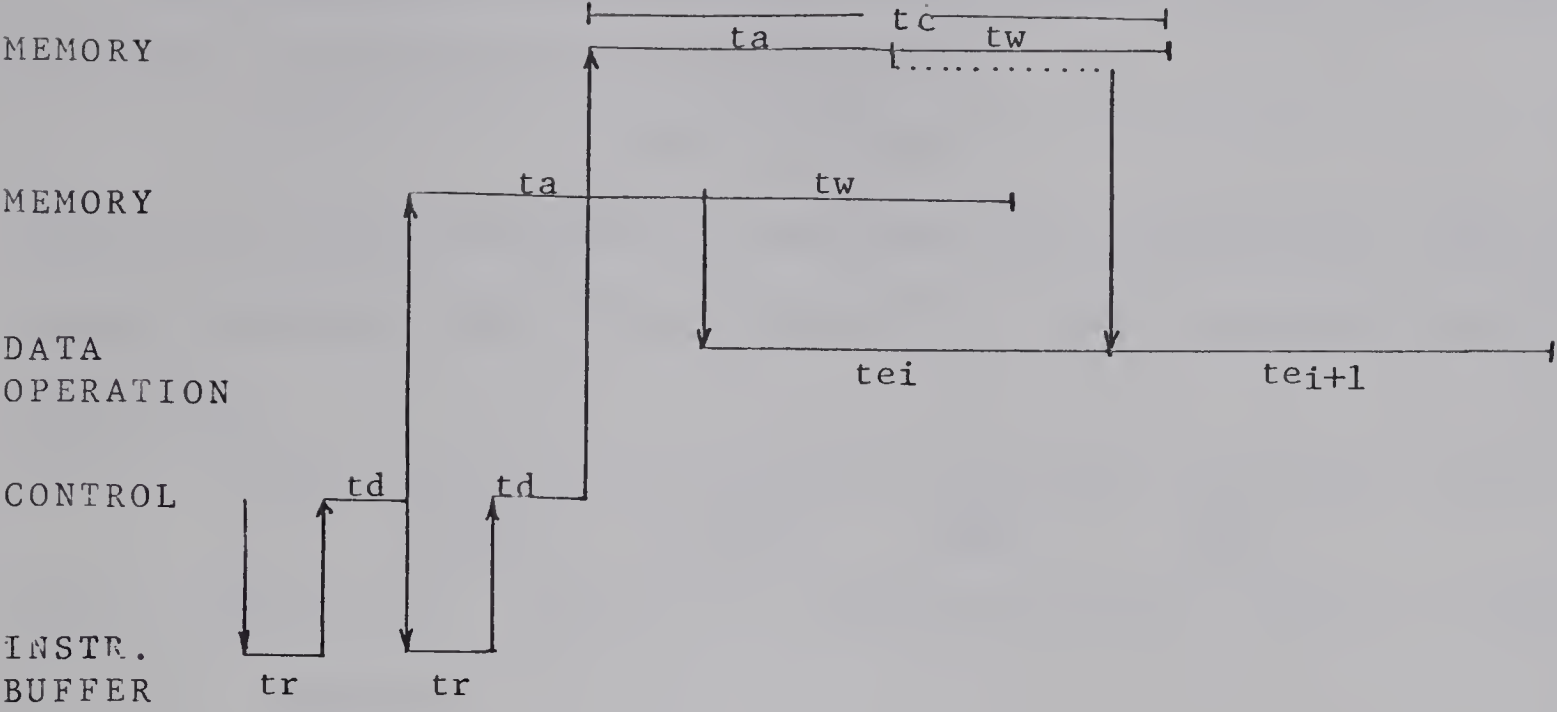 tc
MEMORY
ta
tw
MEMORY
ta
tw
DATA
OPERATION
tei
tei+1
CONTROL
td
td
INSTR.
BUFFER
tr
tr